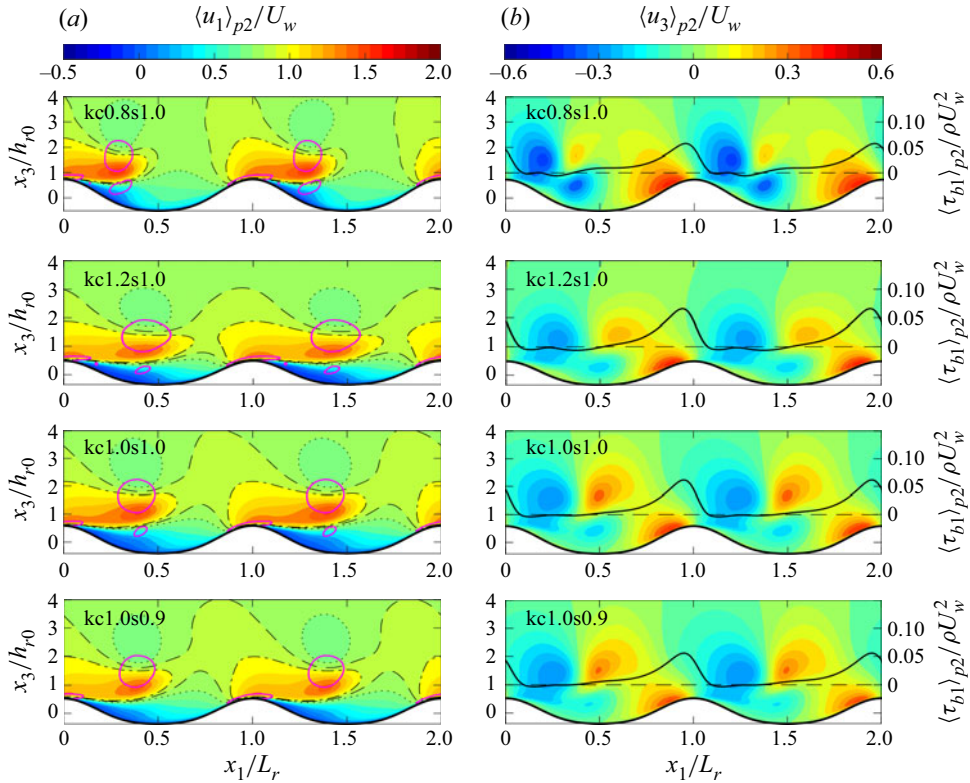 (a) ⟨u₁⟩ₚ₂/U_w
(b) ⟨u₃⟩ₚ₂/U_w
−0.5 0 0.5 1.0 1.5 2.0
−0.6 −0.3 0 0.3 0.6
4 kc0.8s1.0
3
2
1
0
x₃/hᵣ₀
0 0.5 1.0 1.5 2.0
4 kc0.8s1.0 0.10
3
2 0.05
1 0
0
⟨τ_b1⟩ₚ₂/ρU_w²
0 0.5 1.0 1.5 2.0
4 kc1.2s1.0
3
2
1
0
x₃/hᵣ₀
0 0.5 1.0 1.5 2.0
4 kc1.2s1.0 0.10
3
2 0.05
1 0
0
⟨τ_b1⟩ₚ₂/ρU_w²
0 0.5 1.0 1.5 2.0
4 kc1.0s1.0
3
2
1
0
x₃/hᵣ₀
0 0.5 1.0 1.5 2.0
4 kc1.0s1.0 0.10
3
2 0.05
1 0
0
⟨τ_b1⟩ₚ₂/ρU_w²
0 0.5 1.0 1.5 2.0
4 kc1.0s0.9
3
2
1
0
x₃/hᵣ₀
0 0.5 1.0 1.5 2.0
x₁/Lᵣ
4 kc1.0s0.9 0.10
3
2 0.05
1 0
0
⟨τ_b1⟩ₚ₂/ρU_w²
0 0.5 1.0 1.5 2.0
x₁/Lᵣ